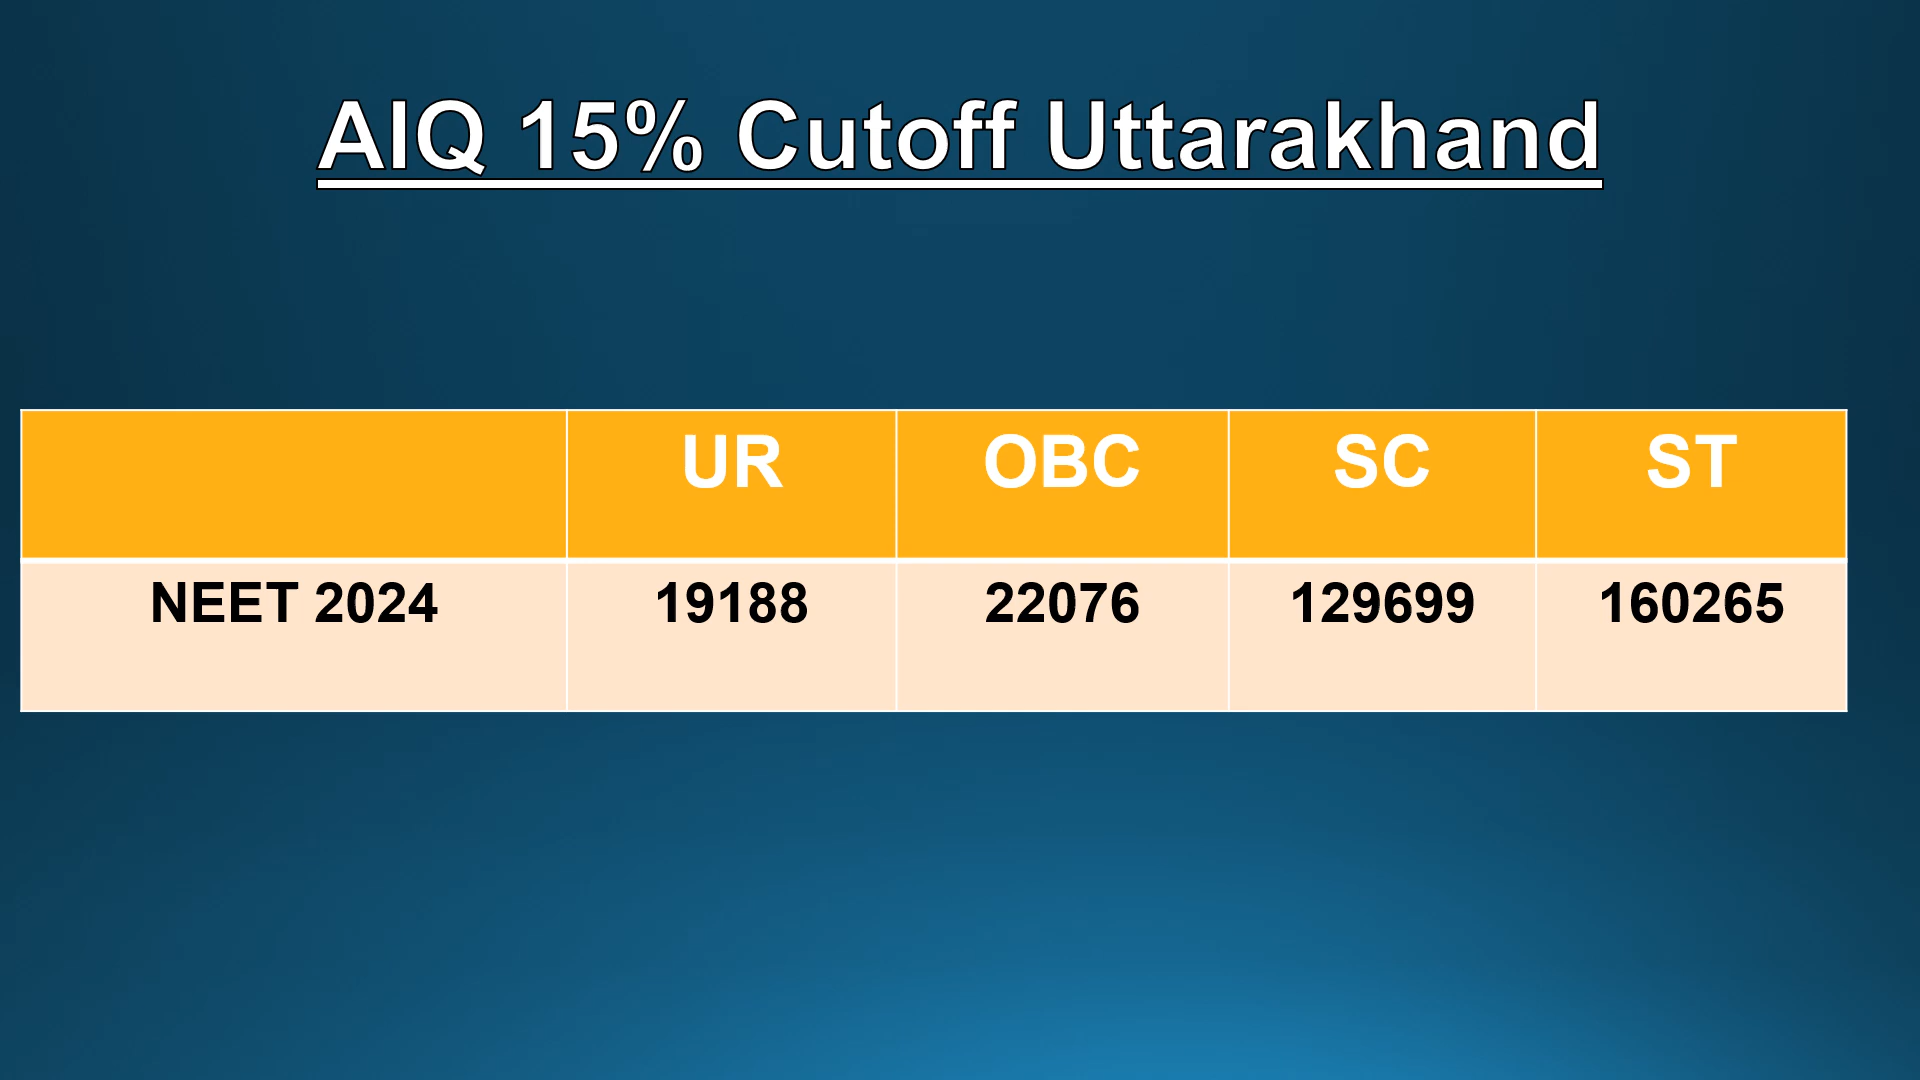 AIQ 15% Cutoff Uttarakhand
UR OBC SC ST
NEET 2024 19188 22076 129699 160265